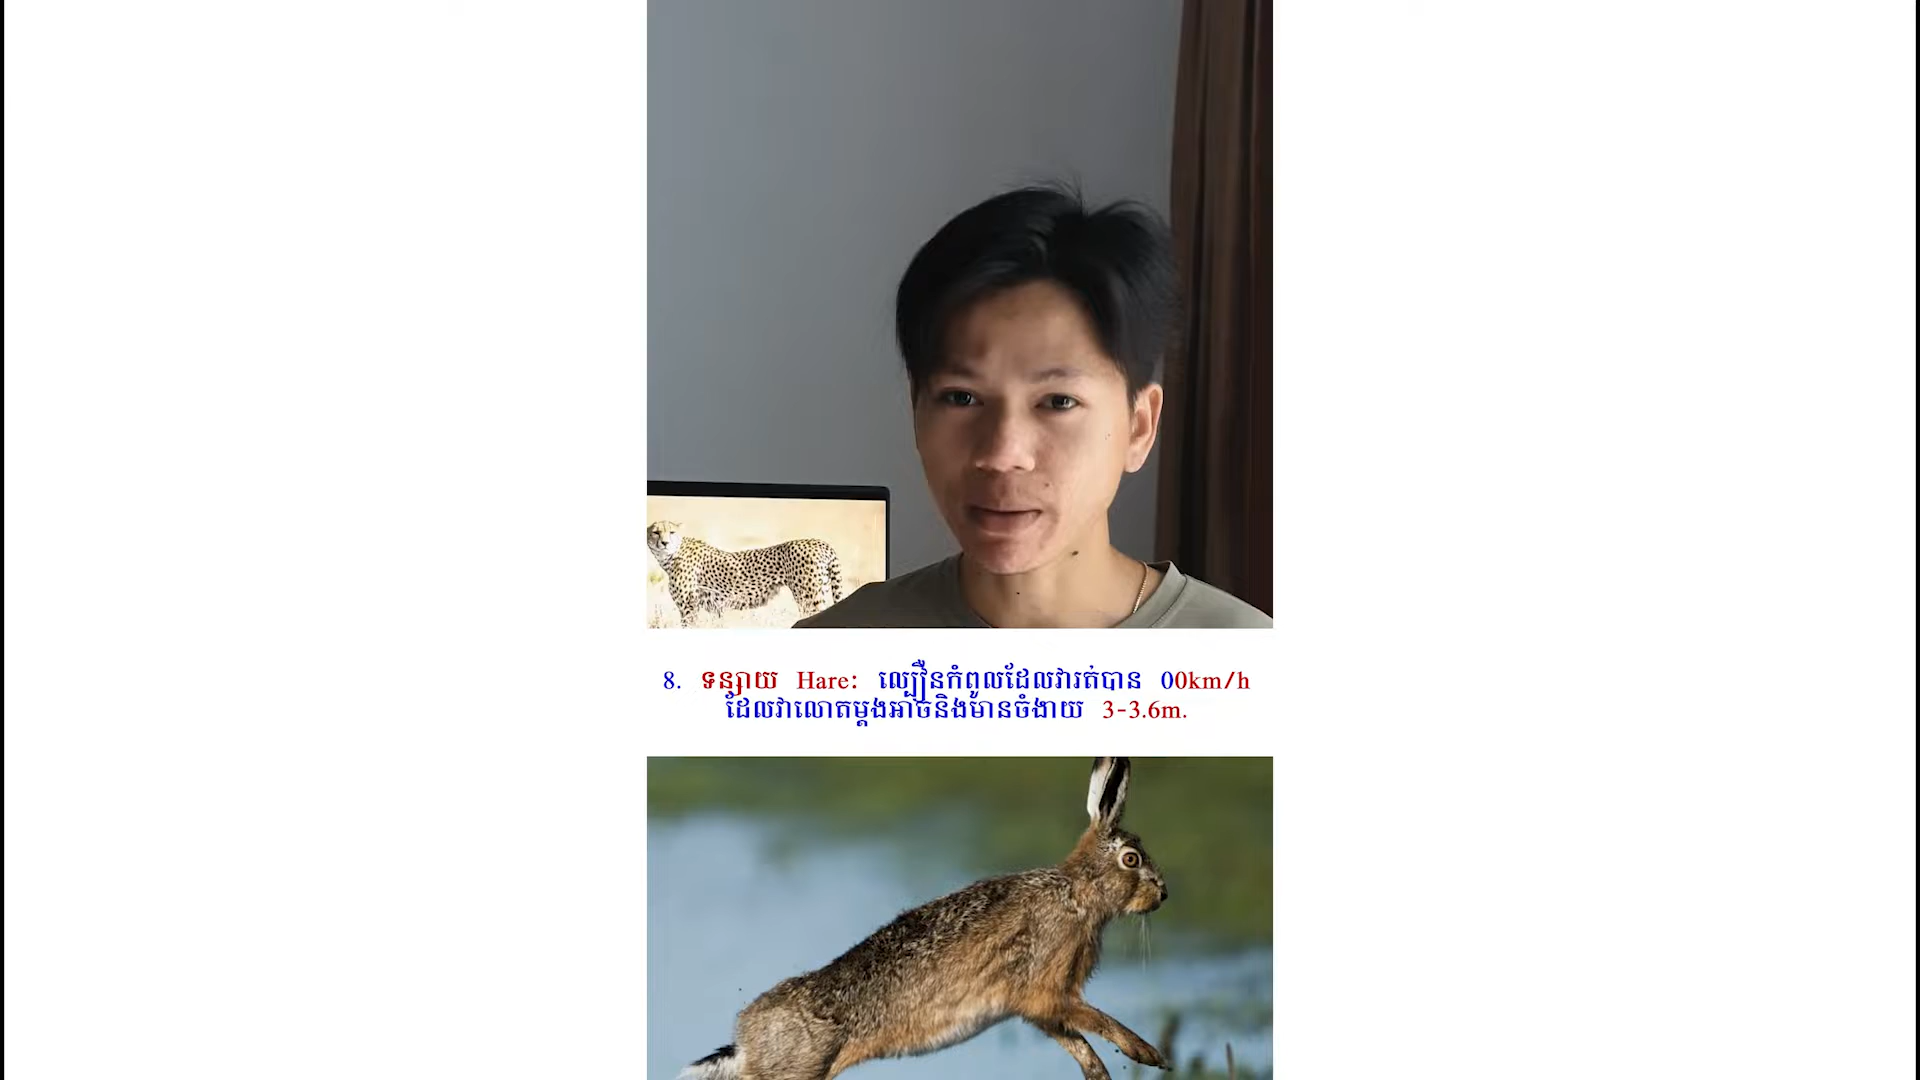 8. ទន្សាយ Hare: ល្បឿនកំពូលដែលវារត់បាន 00km/h
ដែលវាលោតម្តងអាចនិងមានចំងាយ 3-3.6m.